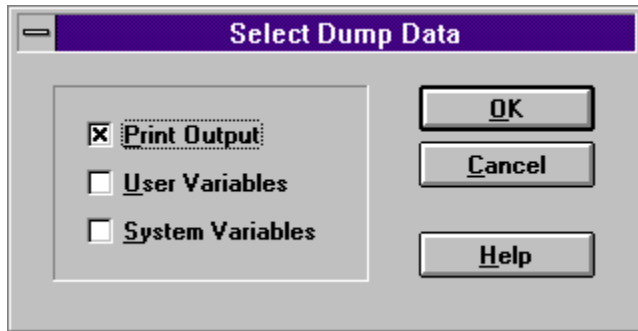 Select Dump Data
Print Output
User Variables
System Variables
OK
Cancel
Help